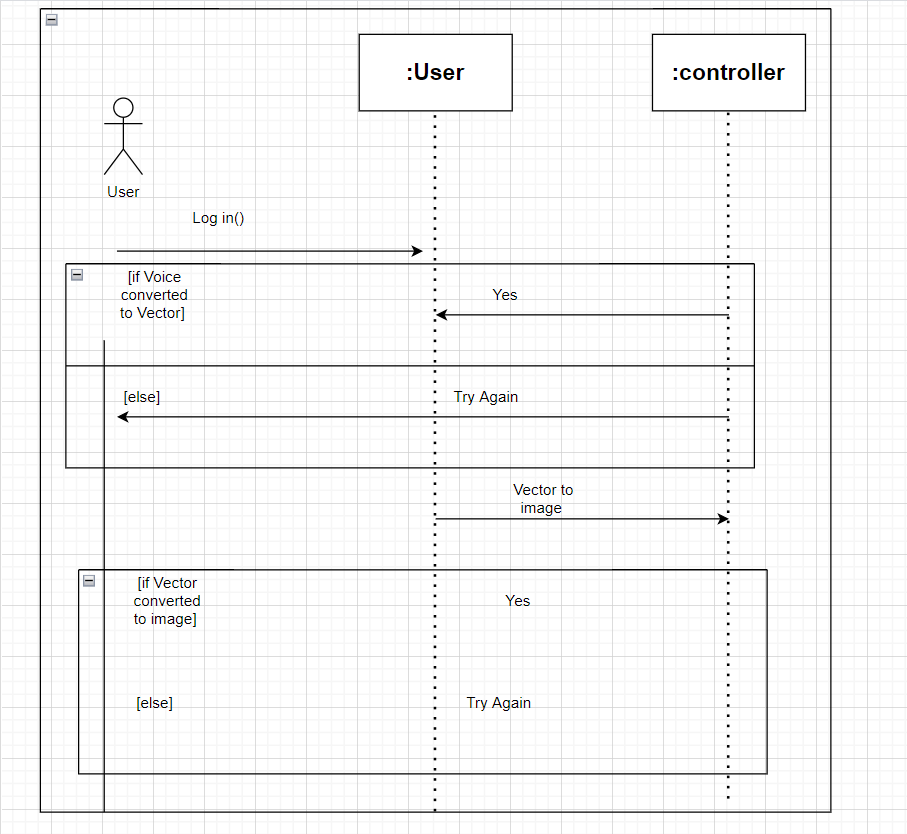 :User
:controller
User
Log in()
[if Voice
converted
to Vector]
Yes
[else]
Try Again
Vector to
image
[if Vector
converted
to image]
Yes
[else]
Try Again